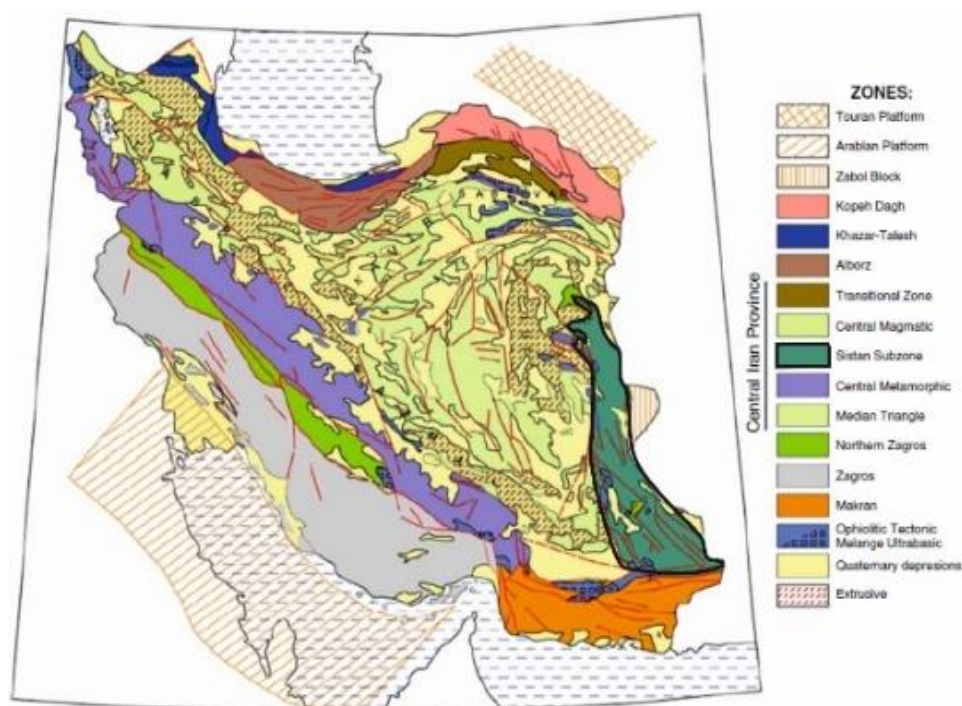 ZONES:
Touran Platform
Arablan Platform
Zabol Block
Kopeh Dagh
Khazar-Talesh
Alborz
Transitional Zone
Central Magmatic
Sistan Subzone
Central Metamorphic
Median Triangle
Northern Zagros
Zagros
Makran
Ophiolitic Tectonic
Melange Ultrabasic
Quaternary depresions
Extrusive
Central Iran Province